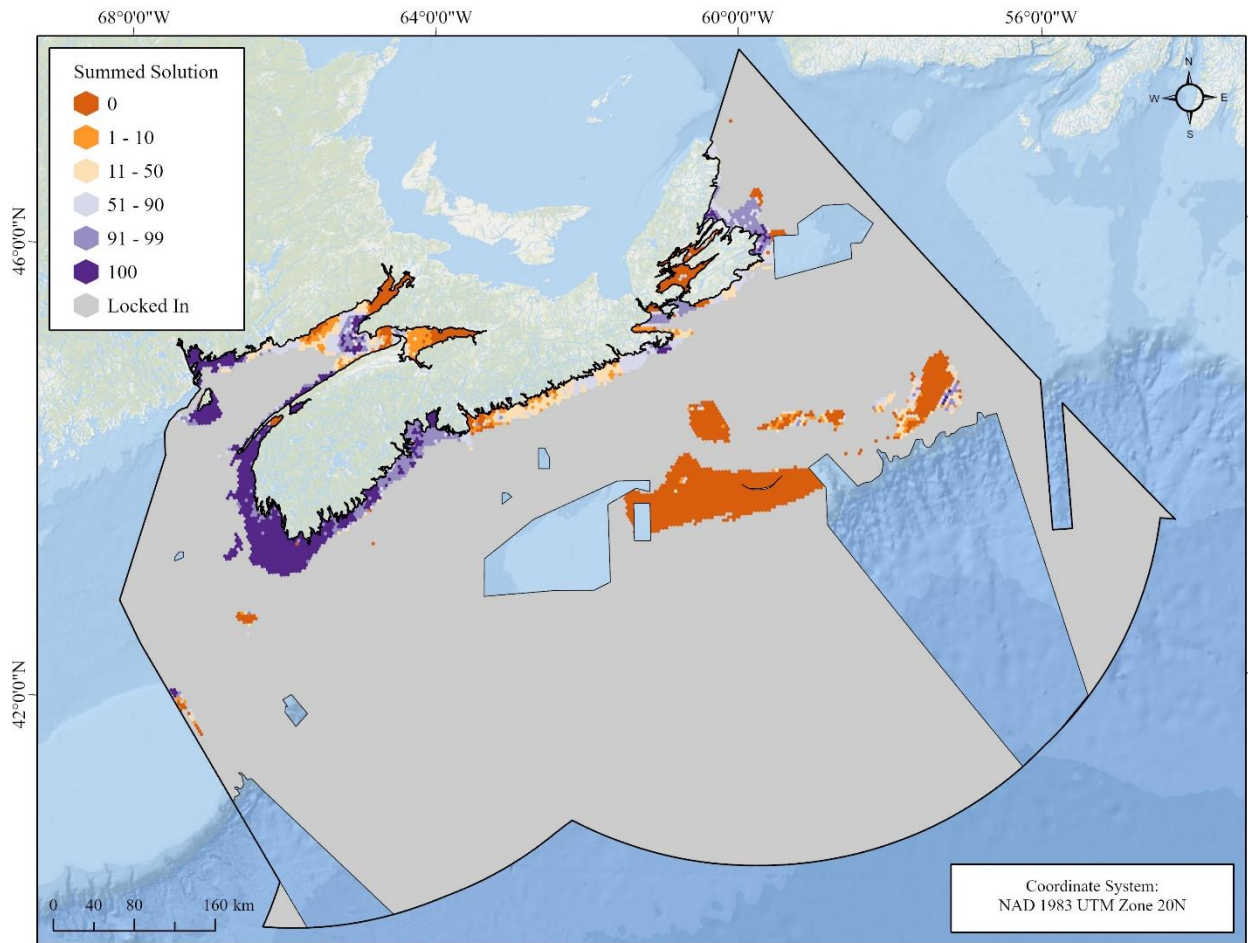 68°0'0"W
64°0'0"W
60°0'0"W
56°0'0"W
Summed Solution
0
1 - 10
11 - 50
51 - 90
91 - 99
100
Locked In
N
W
E
S
46°0'0"N
42°0'0"N
0 40 80 160 km
Coordinate System:
NAD 1983 UTM Zone 20N